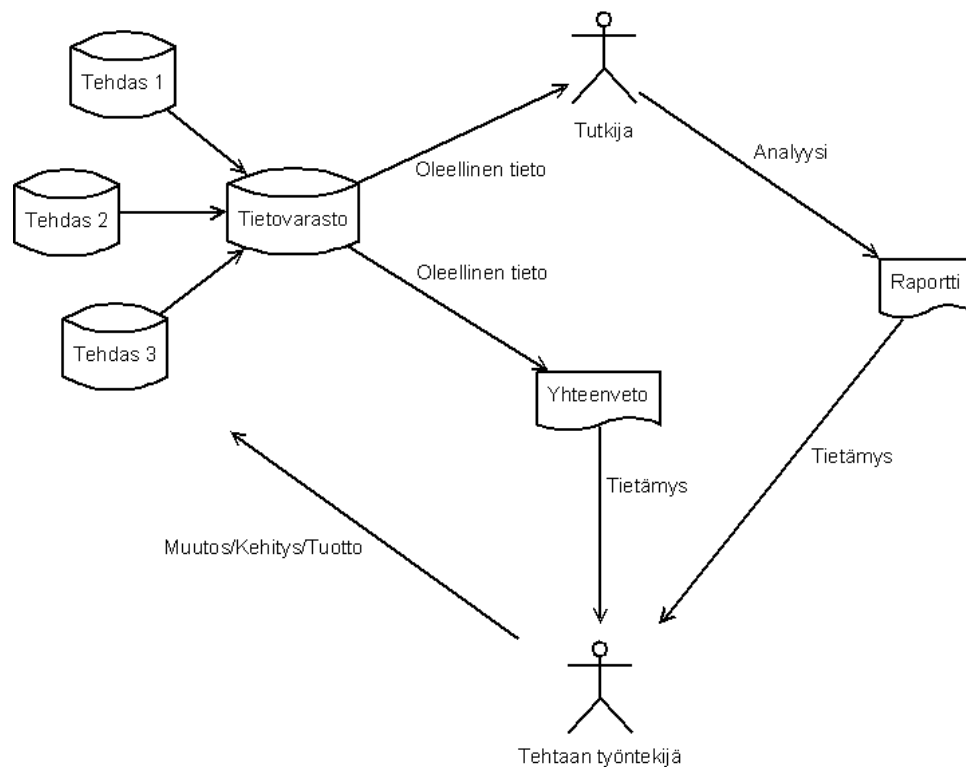 Tehdas 1
Tutkija
Analyysi
Oleellinen tieto
Tehdas 2
Tietovarasto
Oleellinen tieto
Raportti
Tehdas 3
Yhteenveto
Tietämys
Tietämys
Muutos/Kehitys/Tuotto
Tehtaan työntekijä